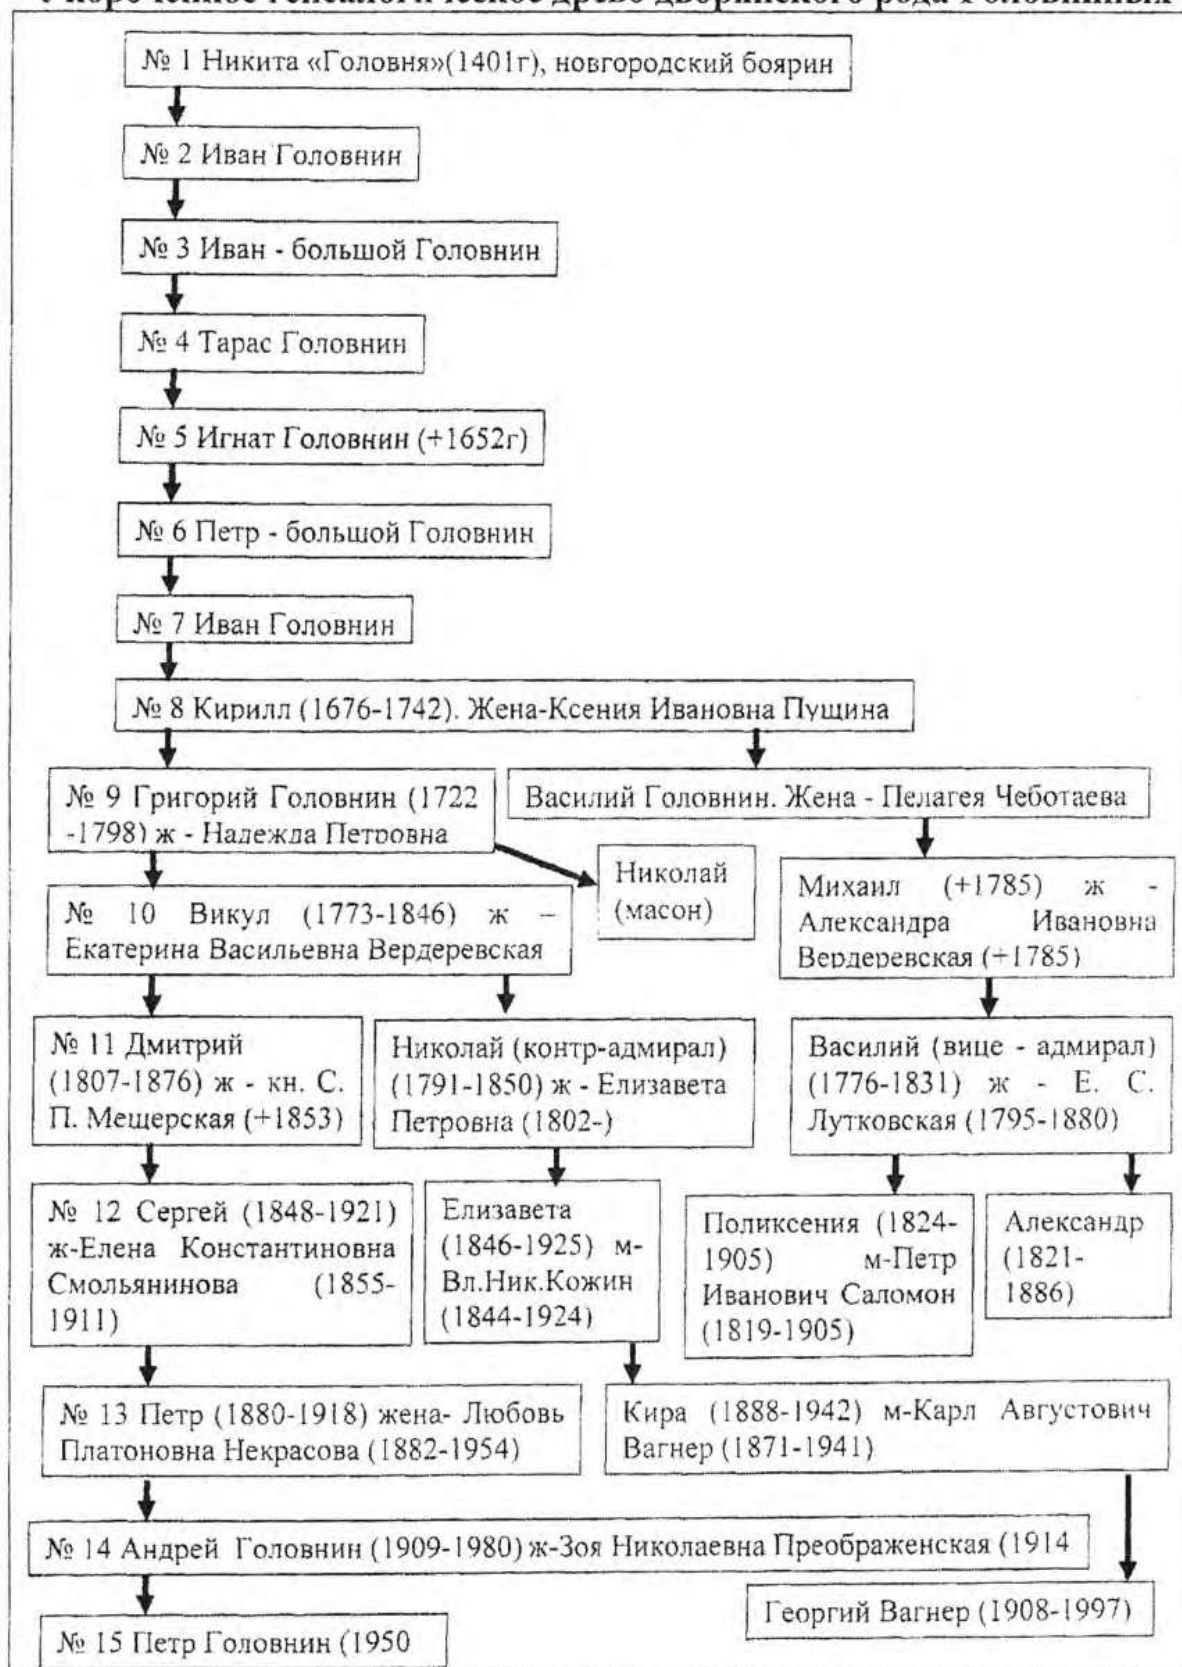 генеалогическое древо дворянского рода Головниных
№ 1 Никита «Головня»(1401г), новгородский боярин
№ 2 Иван Головнин
№ 3 Иван - большой Головнин
№ 4 Тарас Головнин
№ 5 Игнат Головнин (+1652г)
№ 6 Петр - большой Головнин
№ 7 Иван Головнин
№ 8 Кирилл (1676-1742). Жена-Ксения Ивановна Пущина
№ 9 Григорий Головнин (1722
-1798) ж - Надежда Петровна
Василий Головнин. Жена - Пелагея Чеботаева
Николай
(масон)
Михаил (+1785) ж -
Александра Ивановна
Вердеревская (+1785)
№ 10 Викул (1773-1846) ж –
Екатерина Васильевна Вердеревская
№ 11 Дмитрий
(1807-1876) ж - кн. С.
П. Мещерская (+1853)
Николай (контр-адмирал)
(1791-1850) ж - Елизавета
Петровна (1802-)
Василий (вице - адмирал)
(1776-1831) ж - Е. С.
Лутковская (1795-1880)
№ 12 Сергей (1848-1921)
ж-Елена Константиновна
Смольянинова (1855-
1911)
Елизавета
(1846-1925) м-
Вл.Ник.Кожин
(1844-1924)
Поликсения (1824-
1905) м-Петр
Иванович Саломон
(1819-1905)
Александр
(1821-
1886)
№ 13 Петр (1880-1918) жена- Любовь
Платоновна Некрасова (1882-1954)
Кира (1888-1942) м-Карл Августович
Вагнер (1871-1941)
№ 14 Андрей Головнин (1909-1980) ж-Зоя Николаевна Преображенская (1914
Георгий Вагнер (1908-1997)
№ 15 Петр Головнин (1950